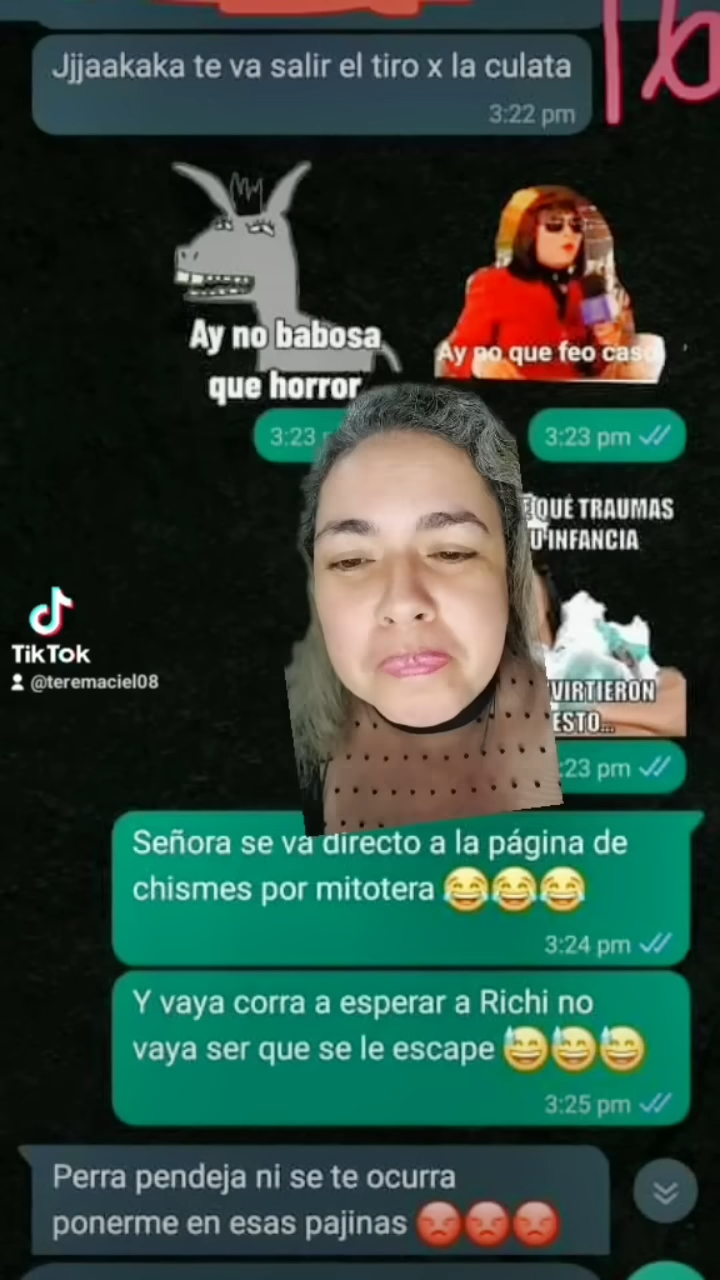 Jjjaakaka te va salir el tiro x la culata
3:22 pm
Ay no babosa
que horror
Ay no que feo caso
3:23
3:23 pm
QUÉ TRAUMAS
INFANCIA
VIRTIERON
ESTO...
:23 pm
TikTok
@teremaciel08
Señora se va directo a la página de
chismes por mitotera 😂😂😂
3:24 pm
Y vaya corra a esperar a Richi no
vaya ser que se le escape 😅😅😅
3:25 pm
Perra pendeja ni se te ocurra
ponerme en esas pajinas 😡😡😡